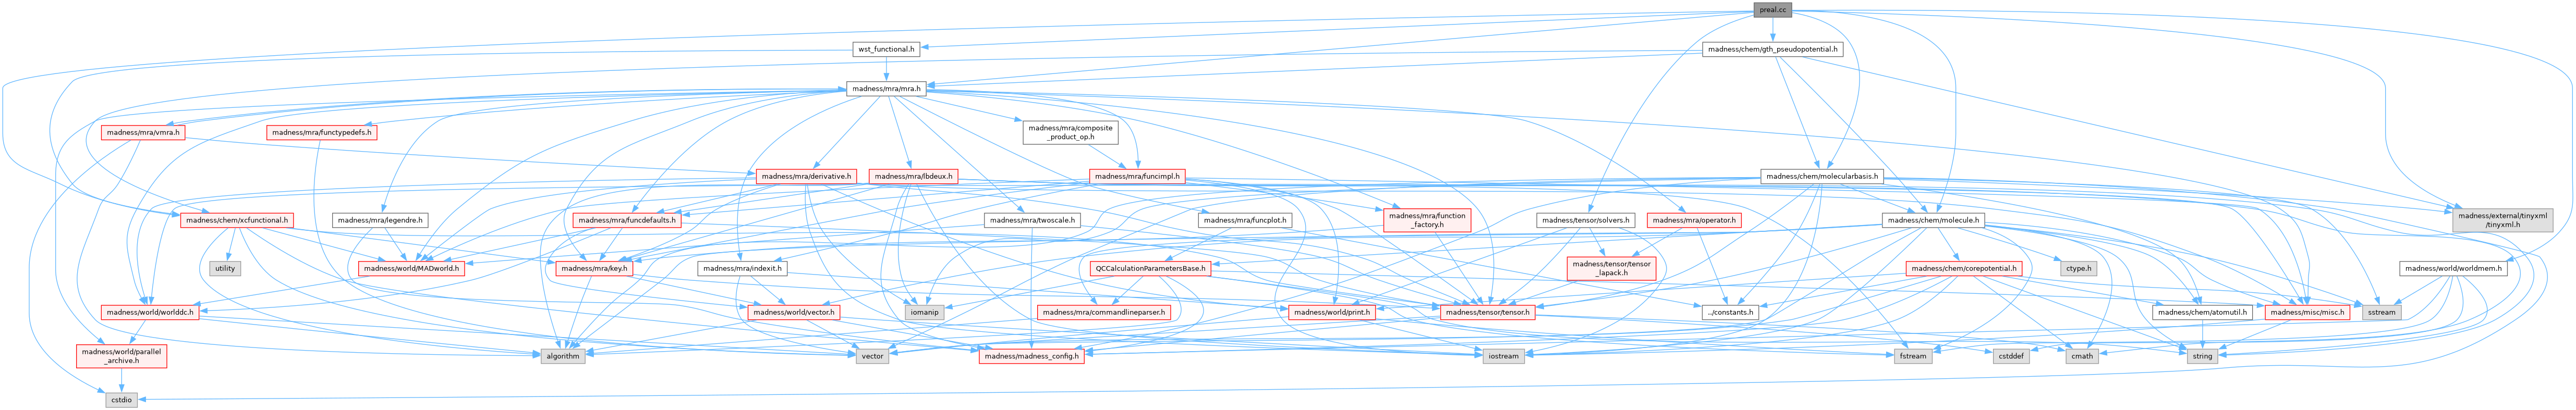 preal.cc
wst_functional.h
madness/chem/gth_pseudopotential.h
madness/mra/mra.h
madness/mra/vmra.h
madness/mra/functypedefs.h
madness/mra/composite
_product_op.h
madness/mra/derivative.h
madness/mra/lbdeux.h
madness/mra/funcimpl.h
madness/chem/molecularbasis.h
madness/chem/xcfunctional.h
madness/mra/legendre.h
madness/mra/funcdefaults.h
madness/mra/twoscale.h
madness/mra/funcplot.h
madness/mra/function
_factory.h
madness/tensor/solvers.h
madness/mra/operator.h
madness/chem/molecule.h
madness/external/tinyxml
/tinyxml.h
utility
madness/world/MADworld.h
madness/mra/key.h
madness/mra/indexit.h
QCCalculationParametersBase.h
madness/tensor/tensor
_lapack.h
madness/chem/corepotential.h
ctype.h
madness/world/worldmem.h
madness/world/worlddc.h
madness/world/vector.h
iomanip
madness/mra/commandlineparser.h
madness/world/print.h
madness/tensor/tensor.h
../constants.h
madness/chem/atomutil.h
madness/misc/misc.h
sstream
madness/world/parallel
_archive.h
algorithm
vector
madness/madness_config.h
iostream
fstream
cstddef
cmath
string
cstdio